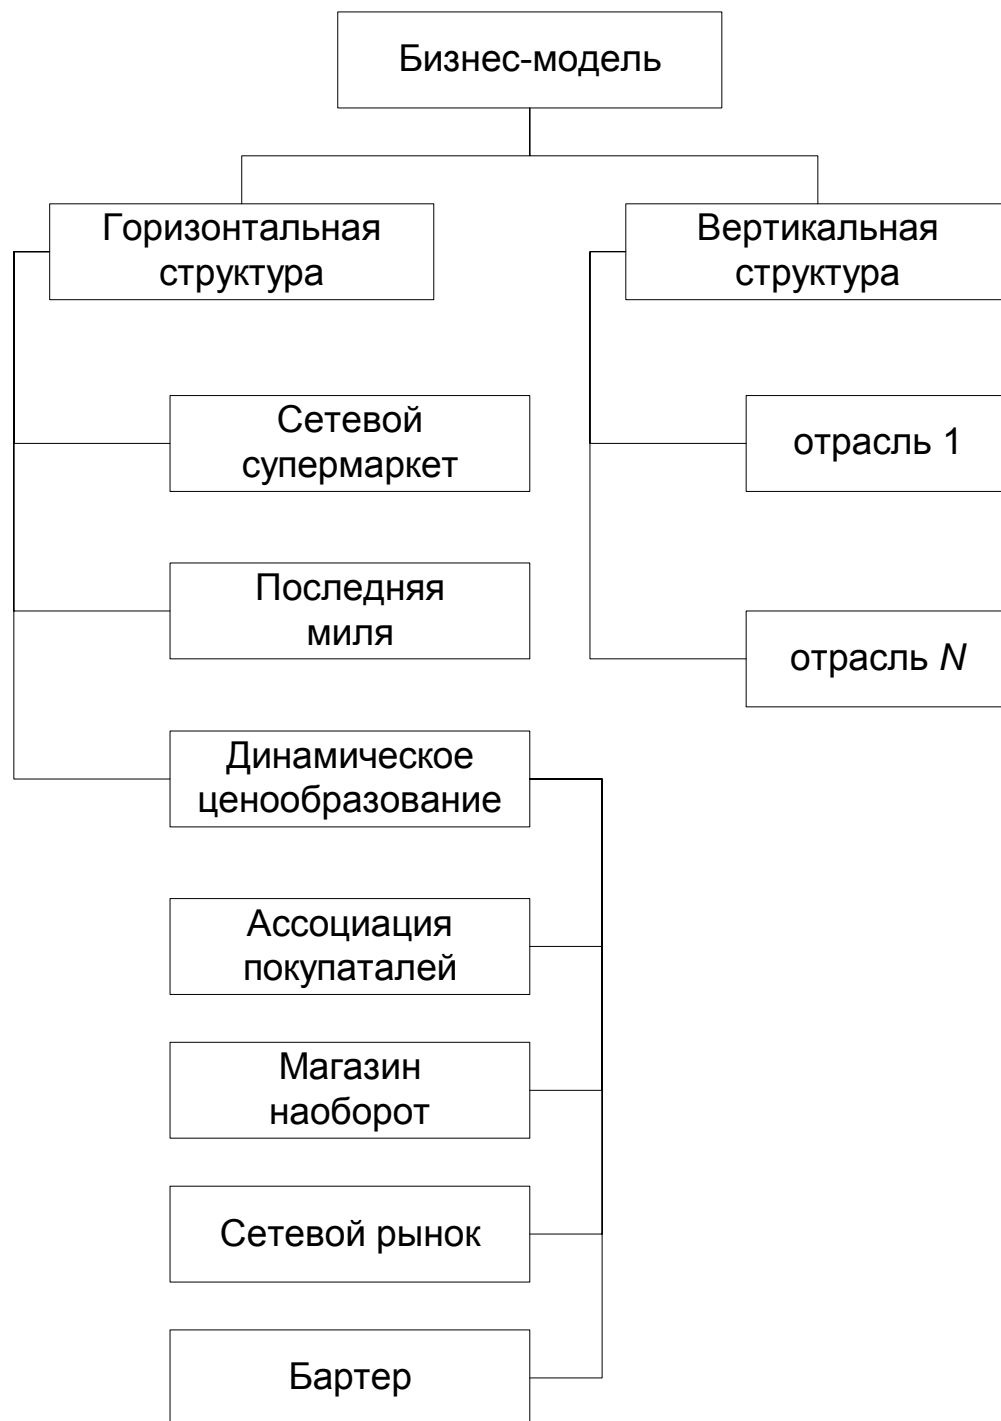 Бизнес-модель
Горизонтальная
структура
Вертикальная
структура
Сетевой
супермаркет
отрасль 1
Последняя
миля
отрасль N
Динамическое
ценообразование
Ассоциация
покупаталей
Магазин
наоборот
Сетевой рынок
Бартер